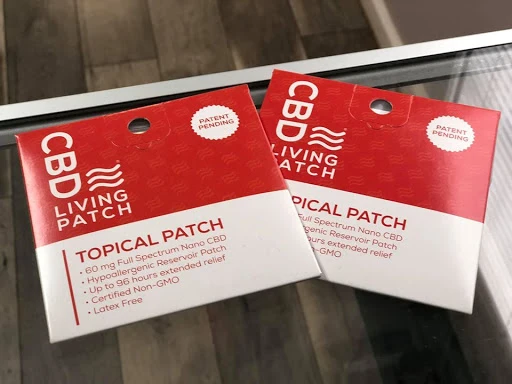 CBD
LIVING
PATCH
PATENT
PENDING
TOPICAL PATCH
• 60 mg Full Spectrum Nano CBD
• Hypoallergenic Reservoir Patch
• Up to 96 hours extended relief
• Certified Non-GMO
• Latex Free
CBD
LIVING
PATCH
PATENT
PENDING
TOPICAL PATCH
Full Spectrum Nano CBD
Reservoir Patch
hours extended relief
Non-GMO